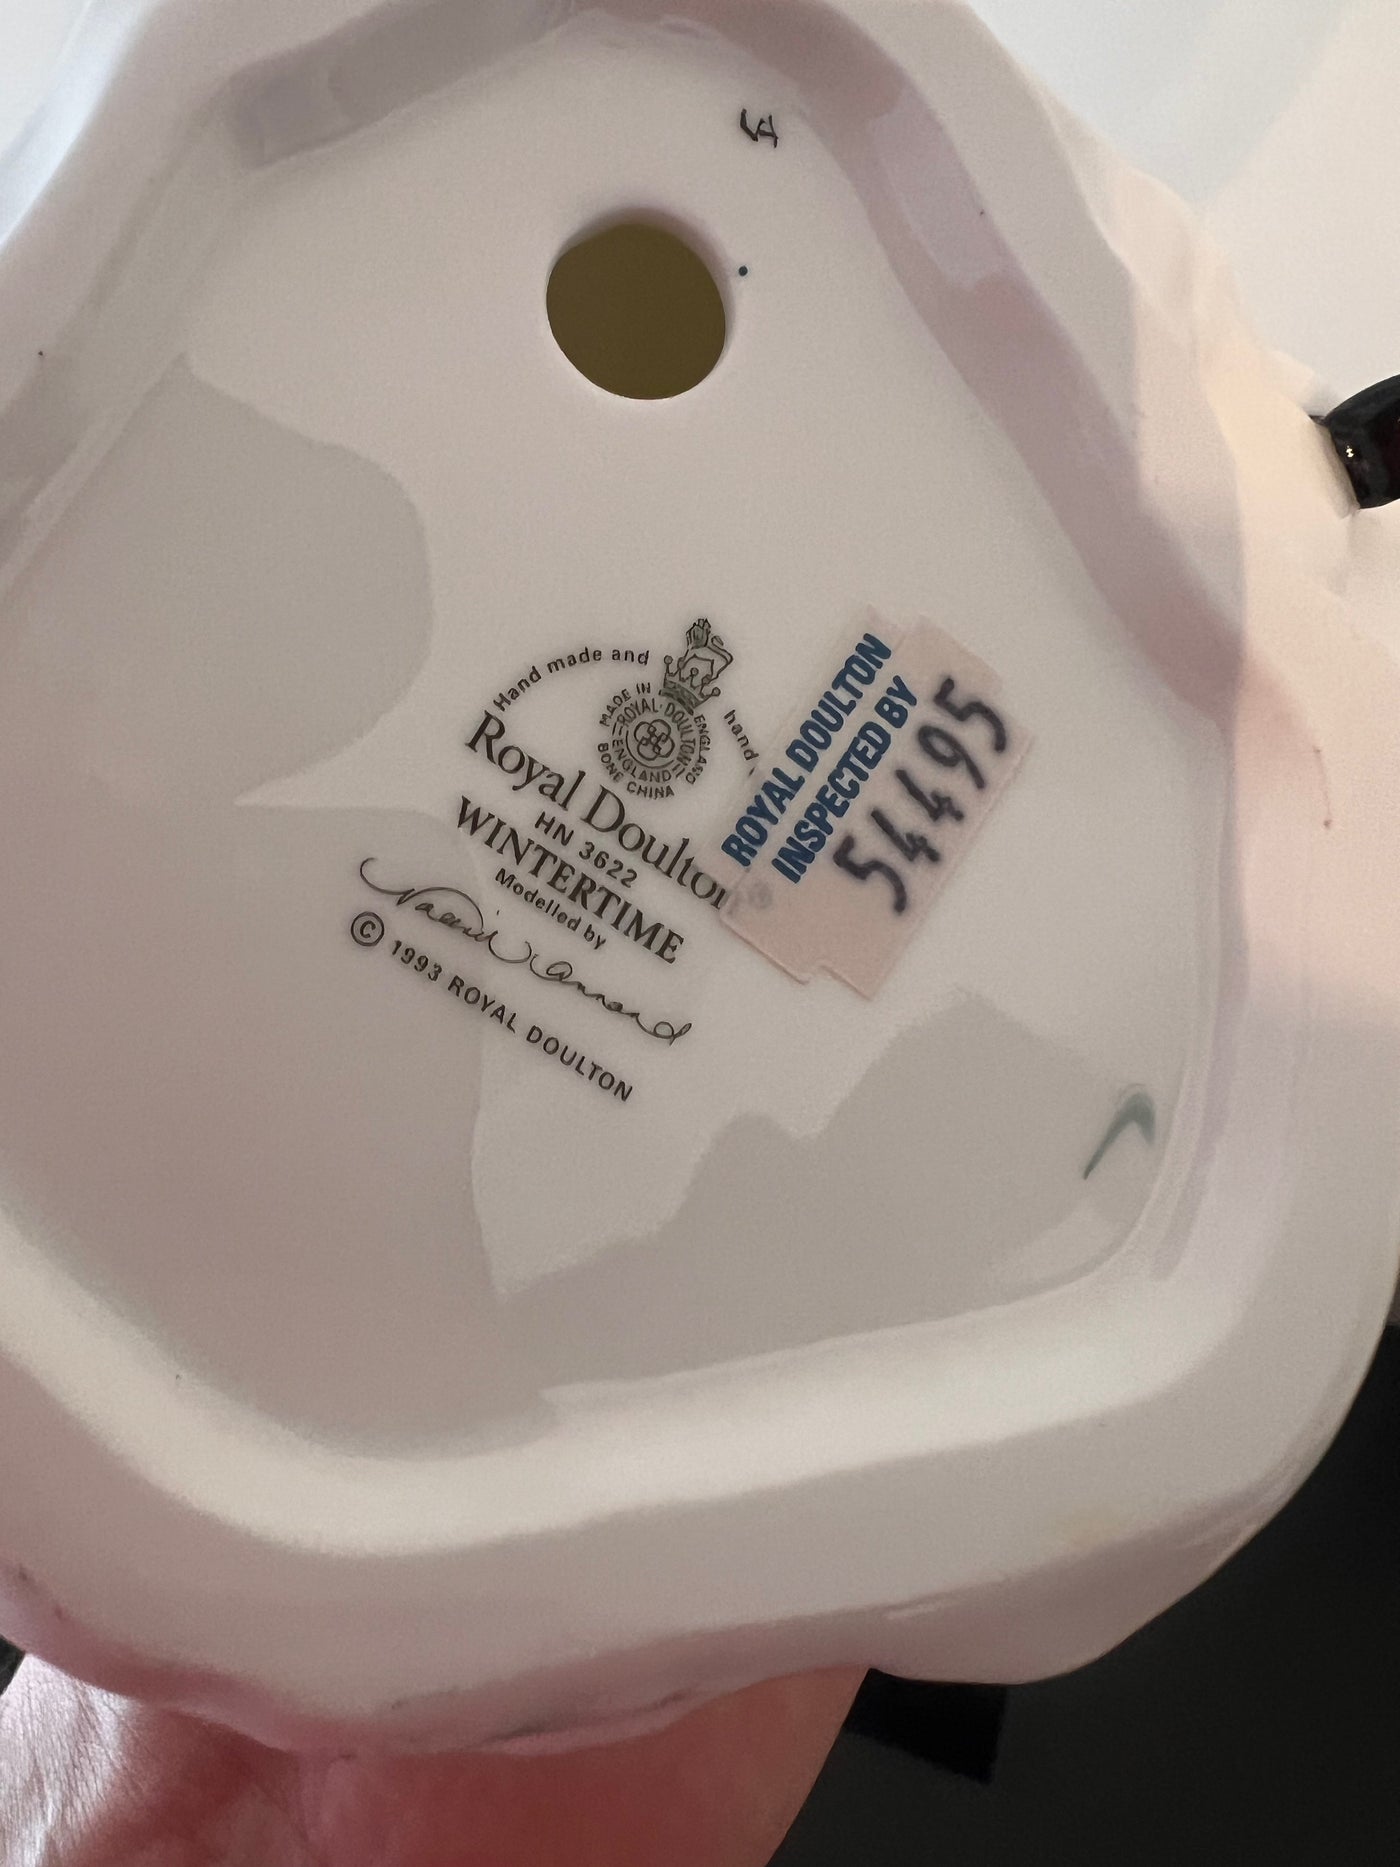 Hand made and
hand
MADE IN
ENGLAND
BONE CHINA
ROYAL·DOULTON
ENGLAND
Royal Doulton
HN 3622
WINTERTIME
Modelled by
© 1993 ROYAL DOULTON
ROYAL DOULTON
INSPECTED BY
54495